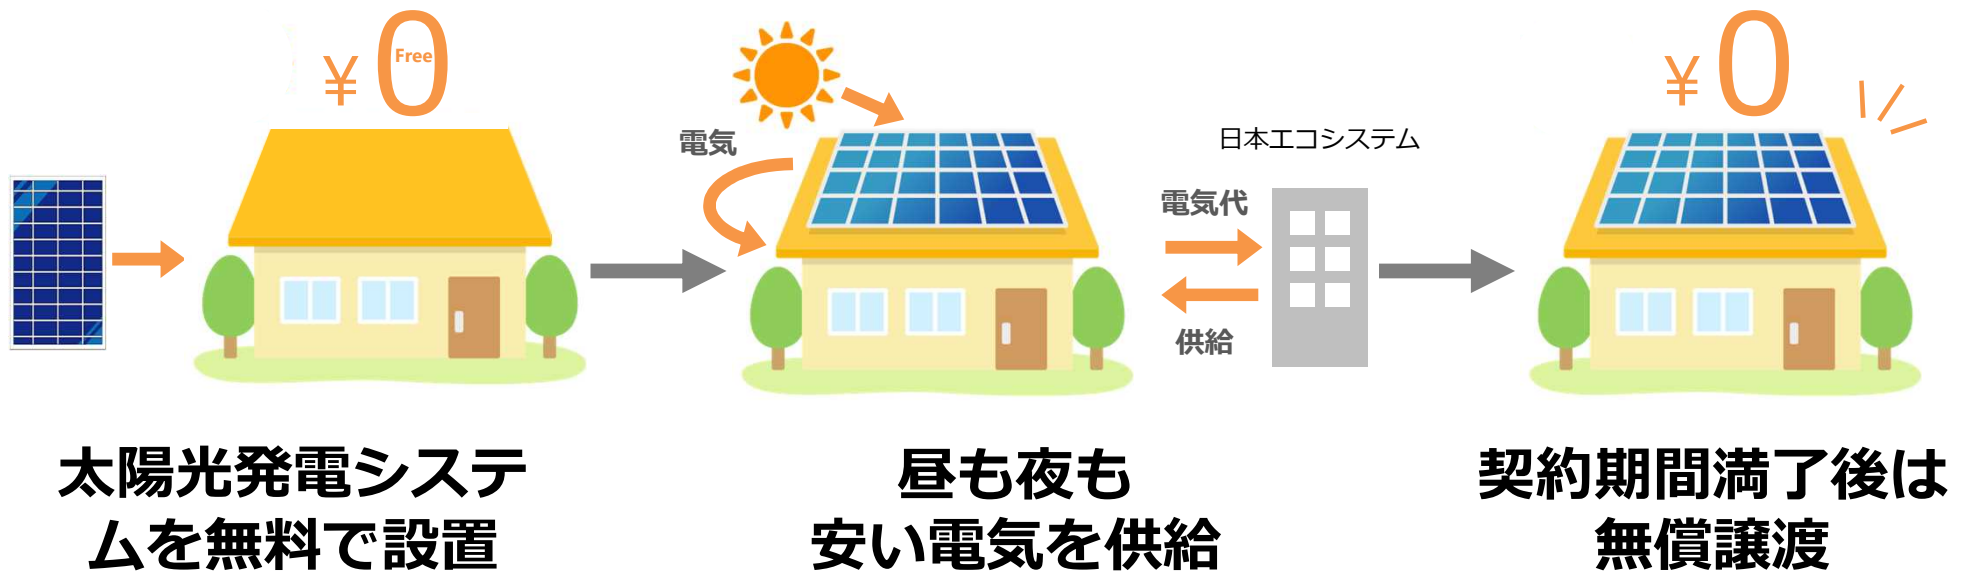 ¥0
Free
電気
日本エコシステム
電気代
供給
¥0
太陽光発電システ
ムを無料で設置
昼も夜も
安い電気を供給
契約期間満了後は
無償譲渡